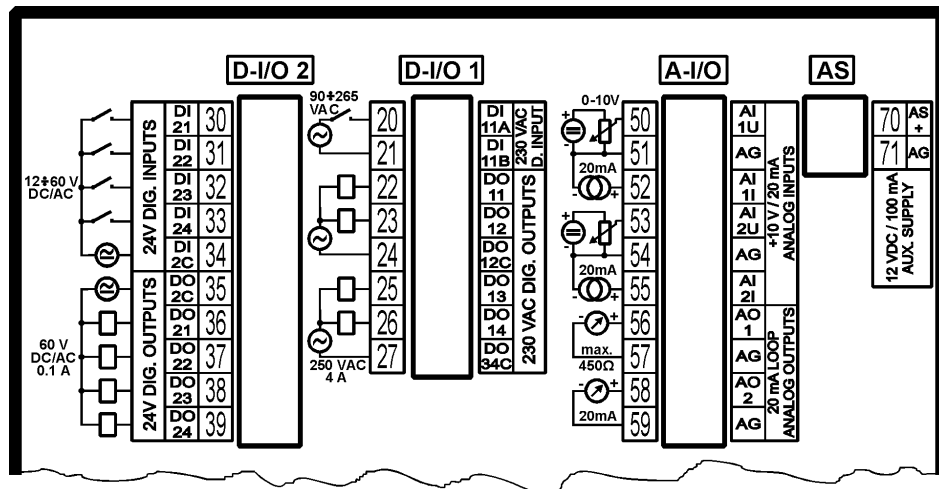 D-I/O 2
D-I/O 1
A-I/O
AS
12÷60 V
DC/AC
24V DIG. INPUTS
DI
21
30
DI
22
31
DI
23
32
DI
24
33
DI
2C
34
60 V
DC/AC
0.1 A
24V DIG. OUTPUTS
DO
2C
35
DO
21
36
DO
22
37
DO
23
38
DO
24
39
90÷265
VAC
20
DI
11A
21
DI
11B
230 VAC
D. INPUT
22
DO
11
23
DO
12
24
DO
12C
25
DO
13
26
DO
14
27
DO
34C
230 VAC DIG. OUTPUTS
250 VAC
4 A
0-10V
+
-
50
AI
1U
51
AG
20mA
-
+
52
AI
1I
+
-
53
AI
2U
54
AG
20mA
-
+
55
AI
2I
+10 V / 20 mA
ANALOG INPUTS
-
+
56
AO
1
max.
450Ω
57
AG
-
+
58
AO
2
20mA
59
AG
20 mA LOOP
ANALOG OUTPUTS
70
AS
+
71
AG
12 VDC / 100 mA
AUX. SUPPLY